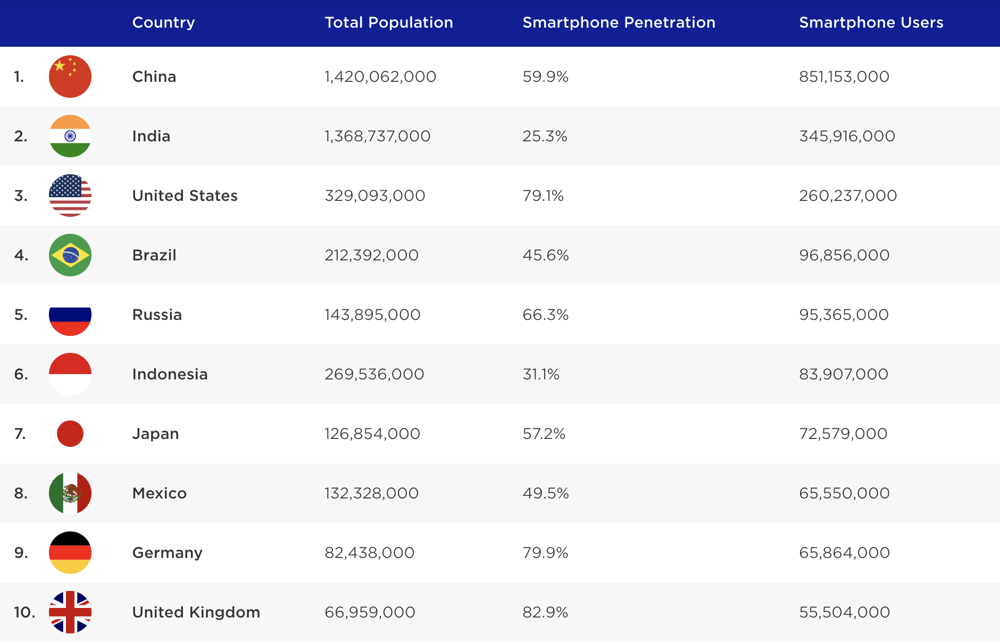 Country Total Population Smartphone Penetration Smartphone Users
1. China 1,420,062,000 59.9% 851,153,000
2. India 1,368,737,000 25.3% 345,916,000
3. United States 329,093,000 79.1% 260,237,000
4. Brazil 212,392,000 45.6% 96,856,000
5. Russia 143,895,000 66.3% 95,365,000
6. Indonesia 269,536,000 31.1% 83,907,000
7. Japan 126,854,000 57.2% 72,579,000
8. Mexico 132,328,000 49.5% 65,550,000
9. Germany 82,438,000 79.9% 65,864,000
10. United Kingdom 66,959,000 82.9% 55,504,000